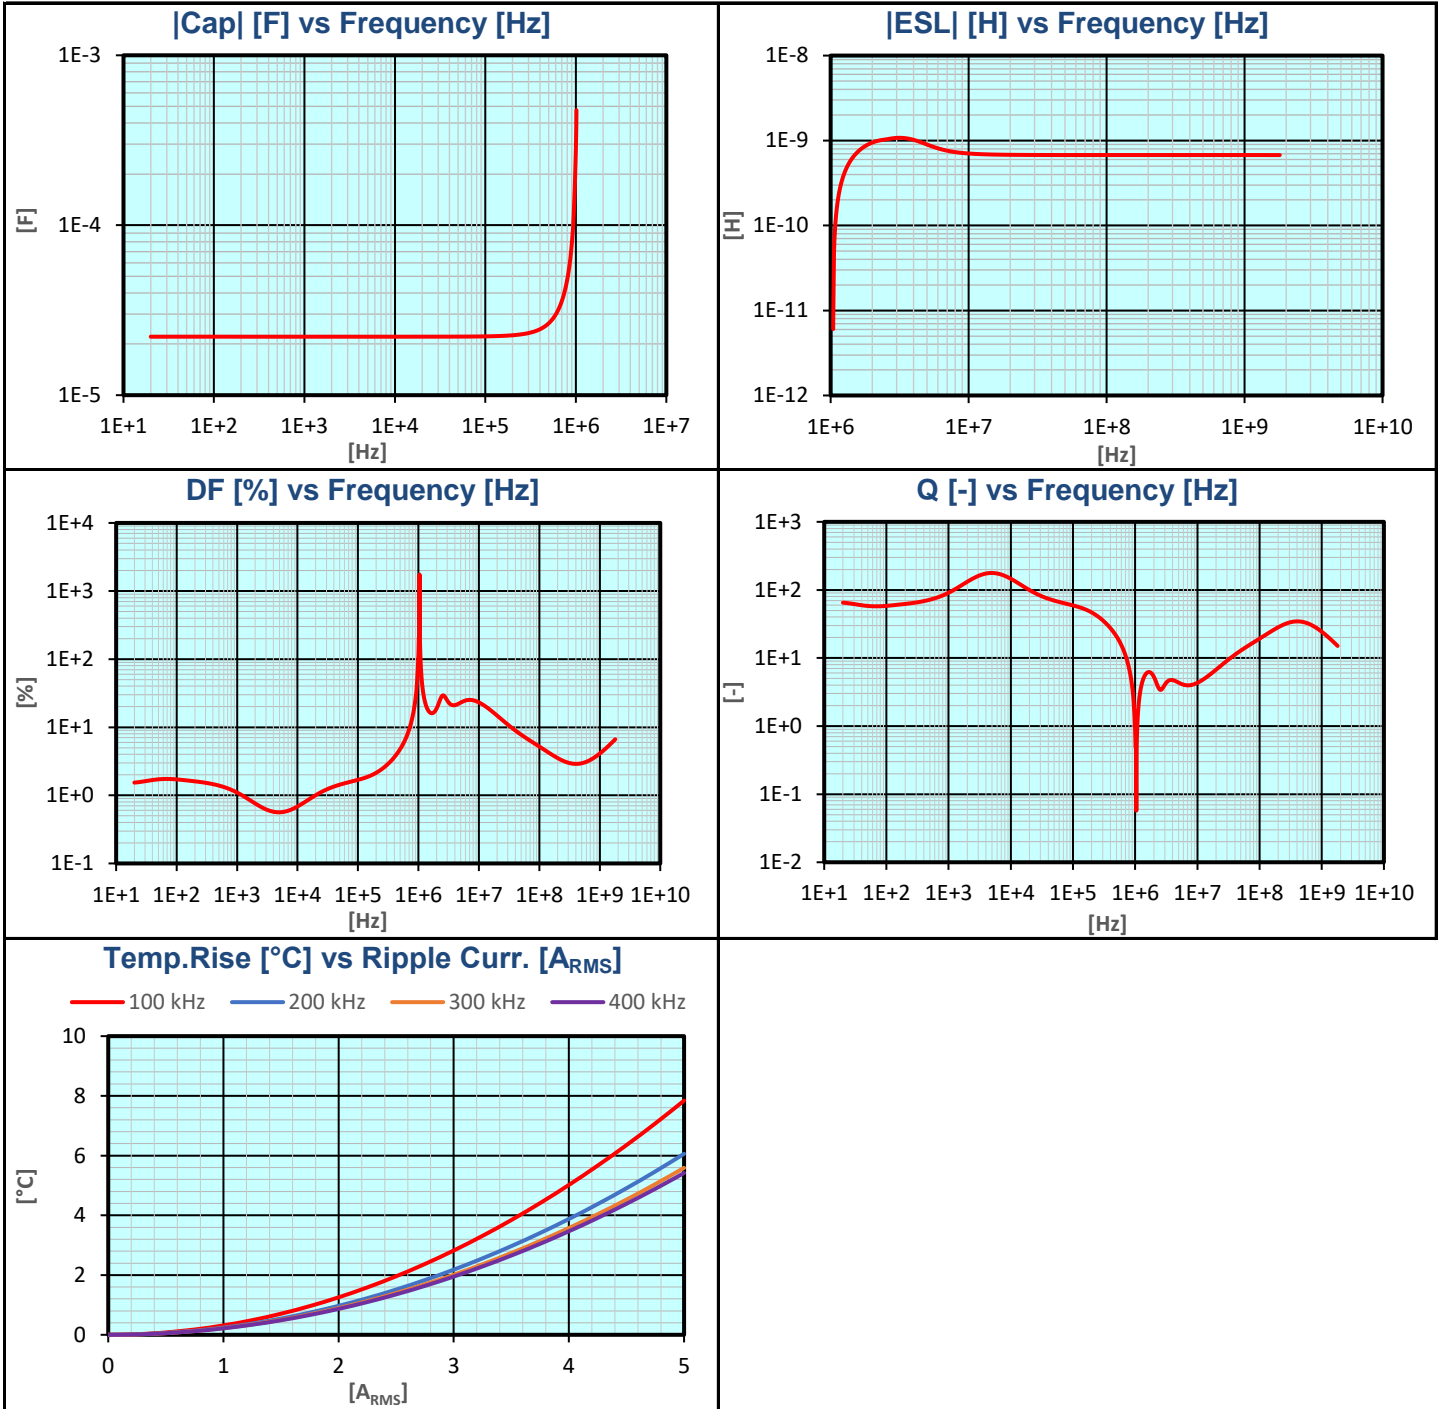 |Cap| [F] vs Frequency [Hz]
1E-3
1E-4
1E-5
[F]
1E+1 1E+2 1E+3 1E+4 1E+5 1E+6 1E+7
[Hz]
|ESL| [H] vs Frequency [Hz]
1E-8
1E-9
1E-10
1E-11
1E-12
[H]
1E+6 1E+7 1E+8 1E+9 1E+10
[Hz]
DF [%] vs Frequency [Hz]
1E+4
1E+3
1E+2
1E+1
1E+0
1E-1
[%]
1E+1 1E+2 1E+3 1E+4 1E+5 1E+6 1E+7 1E+8 1E+9 1E+10
[Hz]
Q [-] vs Frequency [Hz]
1E+3
1E+2
1E+1
1E+0
1E-1
1E-2
[-]
1E+1 1E+2 1E+3 1E+4 1E+5 1E+6 1E+7 1E+8 1E+9 1E+10
[Hz]
Temp.Rise [°C] vs Ripple Curr. [ARMS]
100 kHz 200 kHz 300 kHz 400 kHz
10
8
6
4
2
0
[°C]
0 1 2 3 4 5
[ARMS]